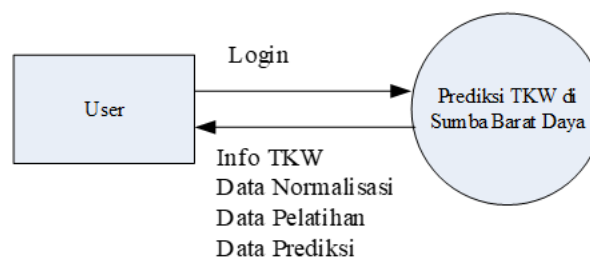 Login
User
Prediksi TKW di
Sumba Barat Daya
Info TKW
Data Normalisasi
Data Pelatihan
Data Prediksi